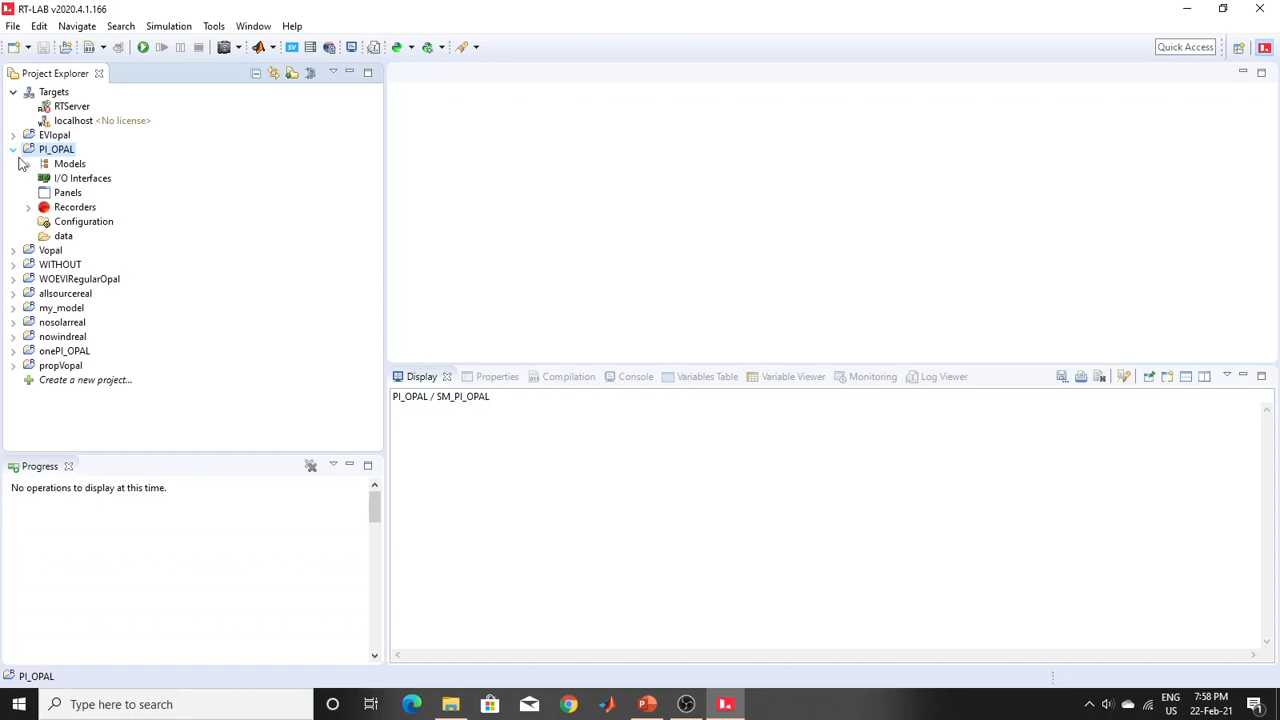 RT-LAB v2020.4.1.166
File Edit Navigate Search Simulation Tools Window Help
Quick Access
Project Explorer
Targets
RTServer
localhost <No license>
EVIopal
PI_OPAL
Models
I/O Interfaces
Panels
Recorders
Configuration
data
Vopal
WITHOUT
WOEVIRegularOpal
allsourcereal
my_model
nosolarreal
nowindreal
onePI_OPAL
propVopal
Create a new project...
Display Properties Compilation Console Variables Table Variable Viewer Monitoring Log Viewer
PI_OPAL / SM_PI_OPAL
Progress
No operations to display at this time.
PI_OPAL
Type here to search
ENG
US
7:58 PM
22-Feb-21